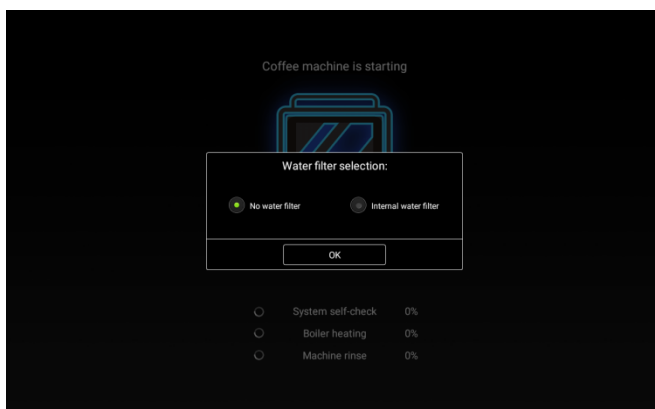 Coffee machine is starting
Water filter selection:
No water filter Internal water filter
OK
System self-check 0%
Boiler heating 0%
Machine rinse 0%